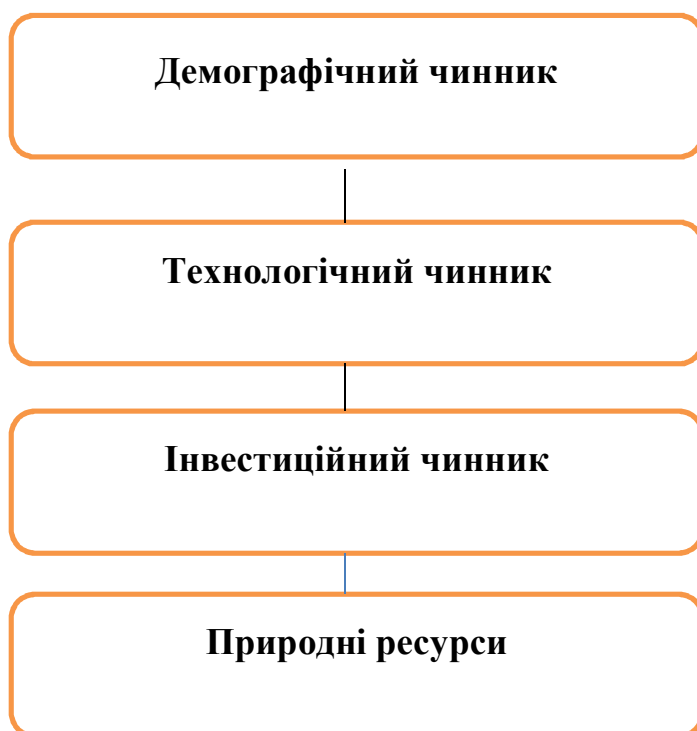 Демографічний чинник
Технологічний чинник
Інвестиційний чинник
Природні ресурси